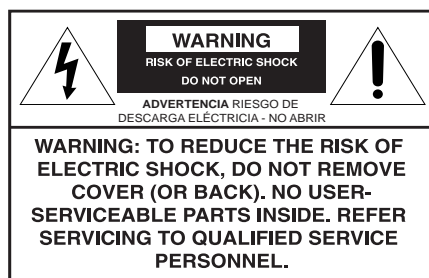 WARNING
RISK OF ELECTRIC SHOCK
DO NOT OPEN
ADVERTENCIA RIESGO DE
DESCARGA ELÉCTRICIA - NO ABRIR
WARNING: TO REDUCE THE RISK OF
ELECTRIC SHOCK, DO NOT REMOVE
COVER (OR BACK). NO USER-
SERVICEABLE PARTS INSIDE. REFER
SERVICING TO QUALIFIED SERVICE
PERSONNEL.